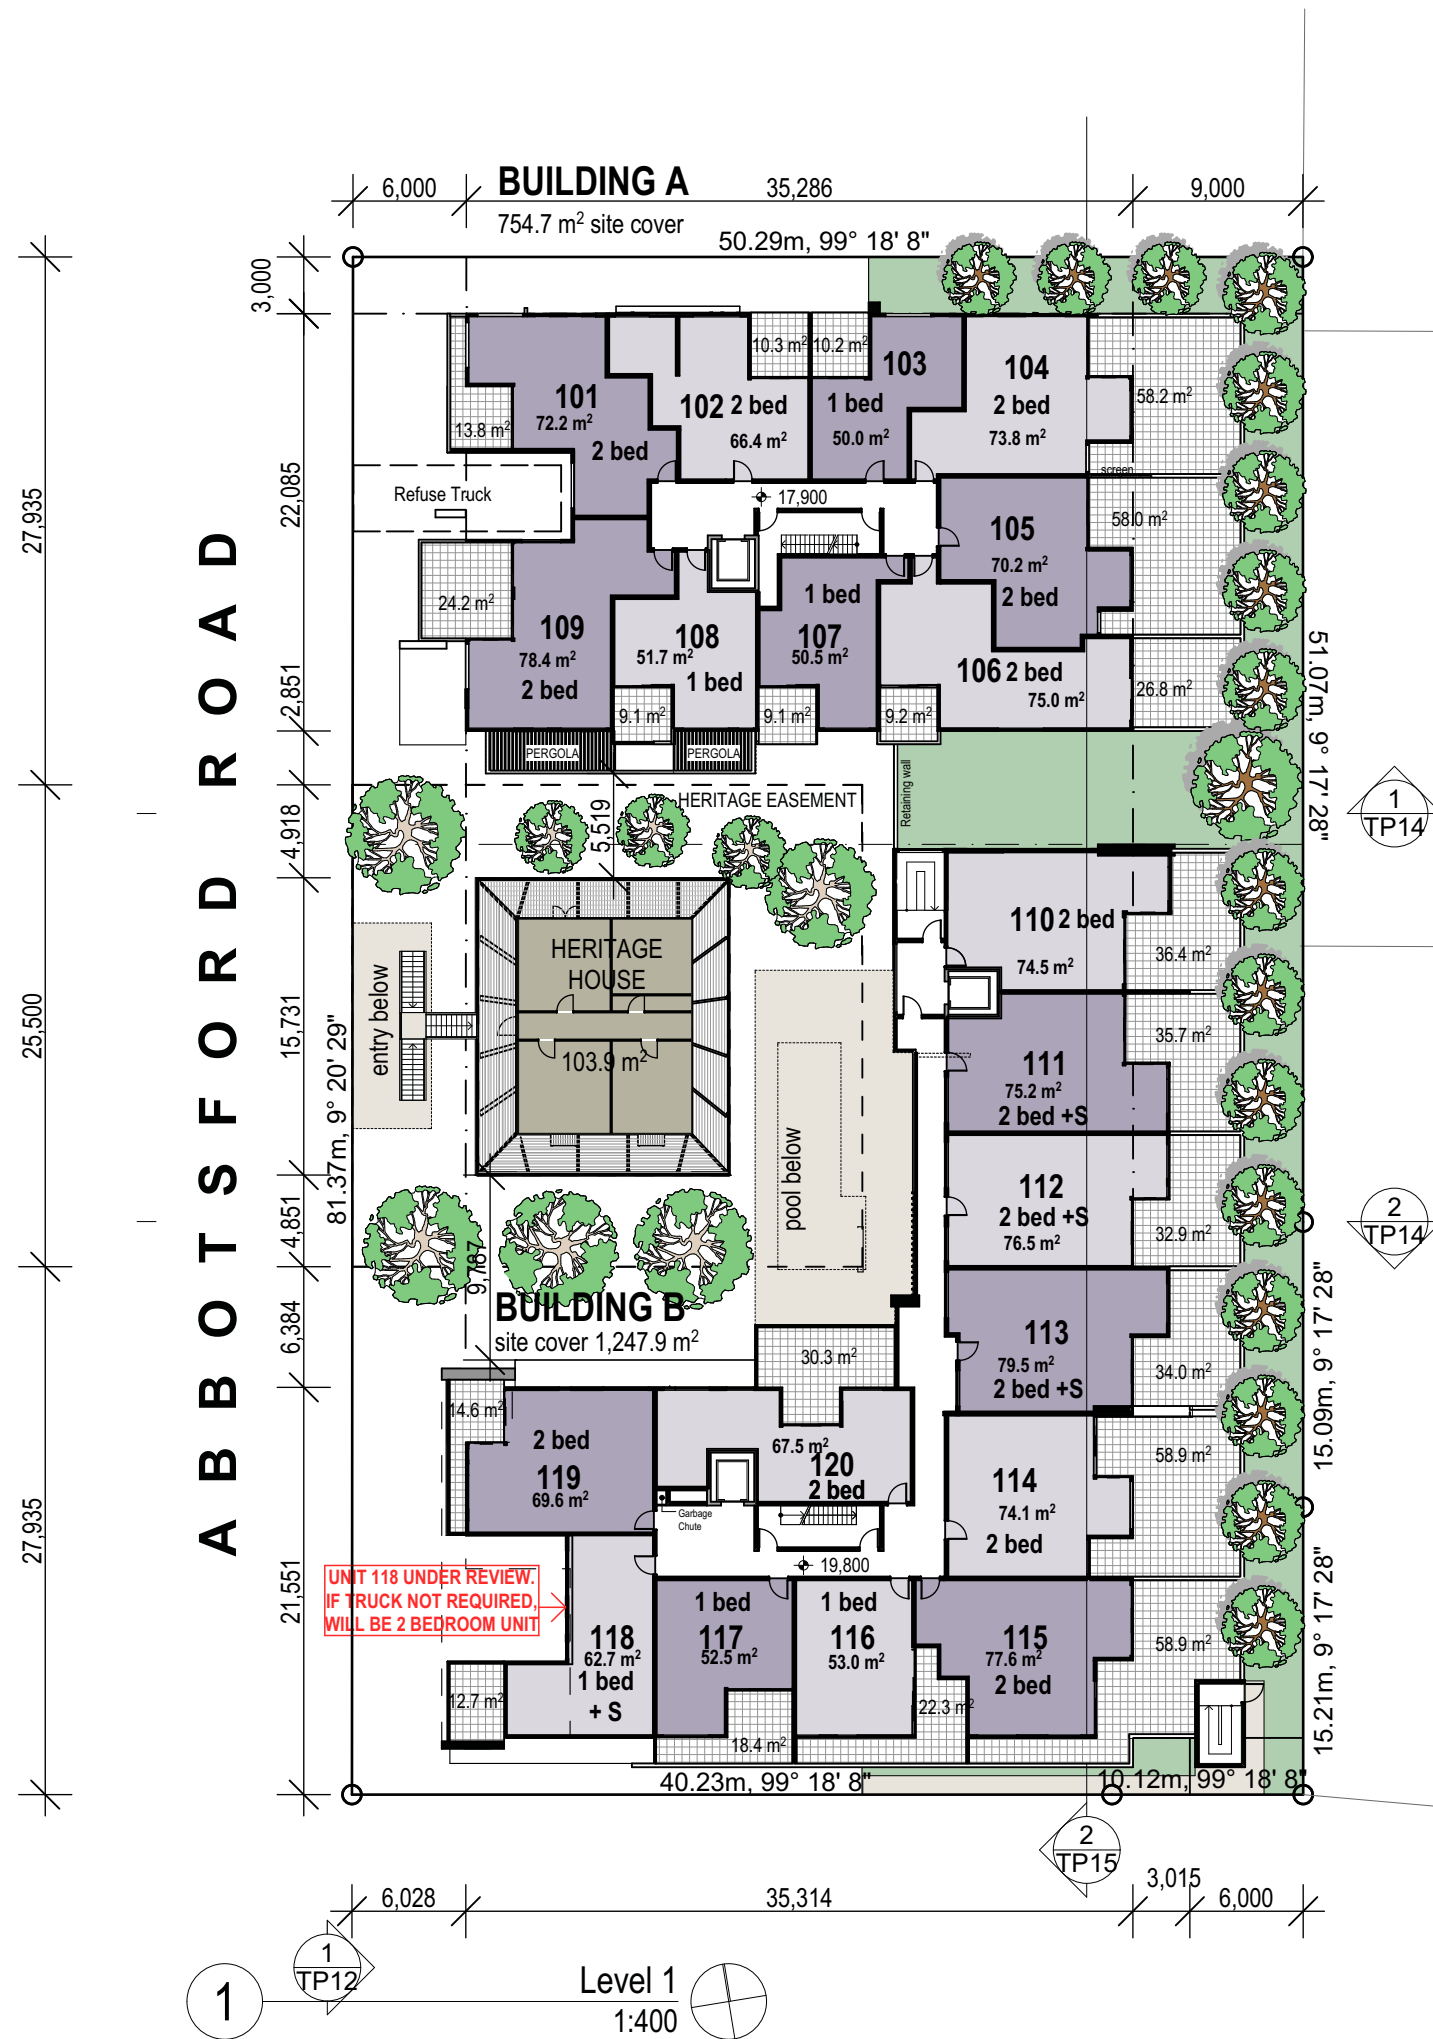 BUILDING A
754.7 m² site cover
6,000
35,286
9,000
50.29m, 99° 18' 8"
3,000
27,935
22,085
2,851
4,918
25,500
15,731
4,851
6,384
27,935
21,551
81.37m, 9° 20' 29"
ABBOTSFORD ROAD
101
72.2 m²
2 bed
13.8 m²
102 2 bed
66.4 m²
10.3 m²
10.2 m²
103
1 bed
50.0 m²
104
2 bed
73.8 m²
58.2 m²
screen
Refuse Truck
17,900
105
70.2 m²
2 bed
58.0 m²
24.2 m²
109
78.4 m²
2 bed
108
51.7 m²
1 bed
1 bed
107
50.5 m²
106 2 bed
75.0 m²
26.8 m²
9.1 m²
9.1 m²
9.2 m²
PERGOLA
PERGOLA
51.07m, 9° 17' 28"
HERITAGE EASEMENT
Retaining wall
5,519
1
TP14
HERITAGE
HOUSE
103.9 m²
entry below
pool below
110 2 bed
74.5 m²
36.4 m²
111
75.2 m²
2 bed +S
35.7 m²
112
2 bed +S
76.5 m²
32.9 m²
2
TP14
9,767
BUILDING B
site cover 1,247.9 m²
113
79.5 m²
2 bed +S
34.0 m²
15.09m, 9° 17' 28"
30.3 m²
14.6 m²
2 bed
119
69.6 m²
67.5 m²
120
2 bed
Garbage
Chute
114
74.1 m²
2 bed
58.9 m²
19,800
UNIT 118 UNDER REVIEW.
IF TRUCK NOT REQUIRED,
WILL BE 2 BEDROOM UNIT
118
62.7 m²
1 bed
+ S
12.7 m²
1 bed
117
52.5 m²
18.4 m²
1 bed
116
53.0 m²
22.3 m²
115
77.6 m²
2 bed
58.9 m²
15.21m, 9° 17' 28"
40.23m, 99° 18' 8"
10.12m, 99° 18' 8"
2
TP15
6,028
35,314
3,015
6,000
1
TP12
1
Level 1
1:400